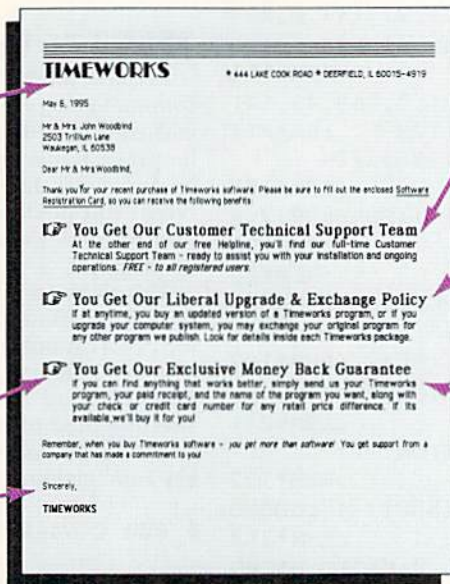 TIMEWORKS * 444 LAKE COOK ROAD * DEERFIELD, IL 60015-4919
May 6, 1995
Mr & Mrs. John Woodbind
2503 Trillium Lane
Waukegan, IL 60538
Dear Mr & Mrs Woodbind,
Thank you for your recent purchase of Timeworks software. Please be sure to fill out the enclosed Software
Registration Card, so you can receive the following benefits:
You Get Our Customer Technical Support Team
At the other end of our free Helpline, you'll find our full-time Customer
Technical Support Team - ready to assist you with your installation and ongoing
operations. FREE - to all registered users.
You Get Our Liberal Upgrade & Exchange Policy
If at anytime, you buy an updated version of a Timeworks program, or if you
upgrade your computer system, you may exchange your original program for
any other program we publish. Look for details inside each Timeworks package.
You Get Our Exclusive Money Back Guarantee
If you can find anything that works better, simply send us your Timeworks
program, your paid receipt, and the name of the program you want, along with
your check or credit card number for any retail price difference. If its
available,we'll buy it for you!
Remember, when you buy Timeworks software - you get more than software! You get support from a
company that has made a commitment to you!
Sincerely,
TIMEWORKS